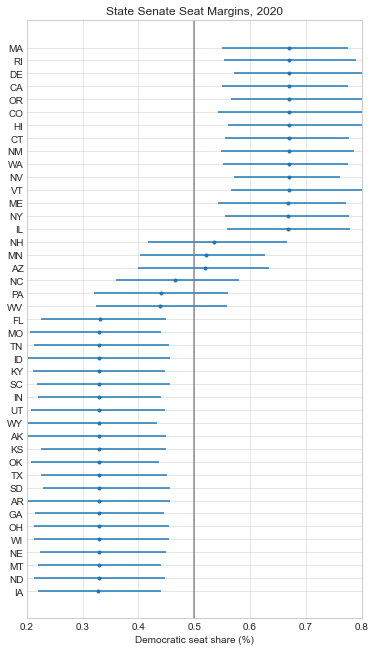 State Senate Seat Margins, 2020
MA
RI
DE
CA
OR
CO
HI
CT
NM
WA
NV
VT
ME
NY
IL
NH
MN
AZ
NC
PA
WV
FL
MO
TN
ID
KY
SC
IN
UT
WY
AK
KS
OK
TX
SD
AR
GA
OH
WI
NE
MT
ND
IA
0.2 0.3 0.4 0.5 0.6 0.7 0.8
Democratic seat share (%)